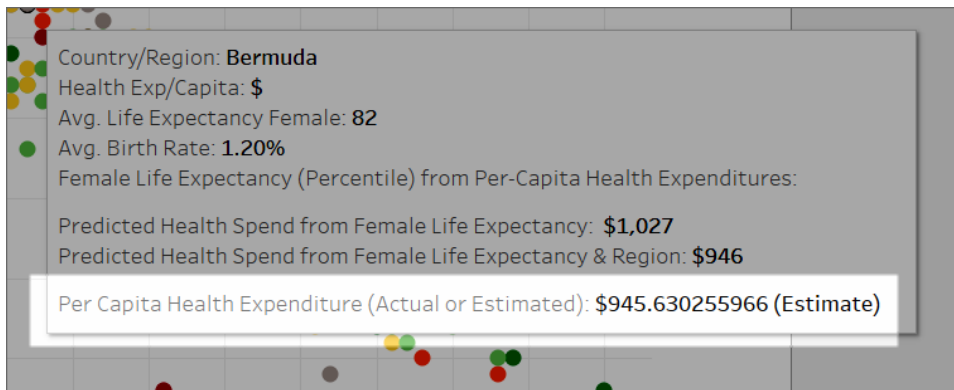 Country/Region: Bermuda
Health Exp/Capita: $
Avg. Life Expectancy Female: 82
Avg. Birth Rate: 1.20%
Female Life Expectancy (Percentile) from Per-Capita Health Expenditures:
Predicted Health Spend from Female Life Expectancy: $1,027
Predicted Health Spend from Female Life Expectancy & Region: $946
Per Capita Health Expenditure (Actual or Estimated): $945.630255966 (Estimate)